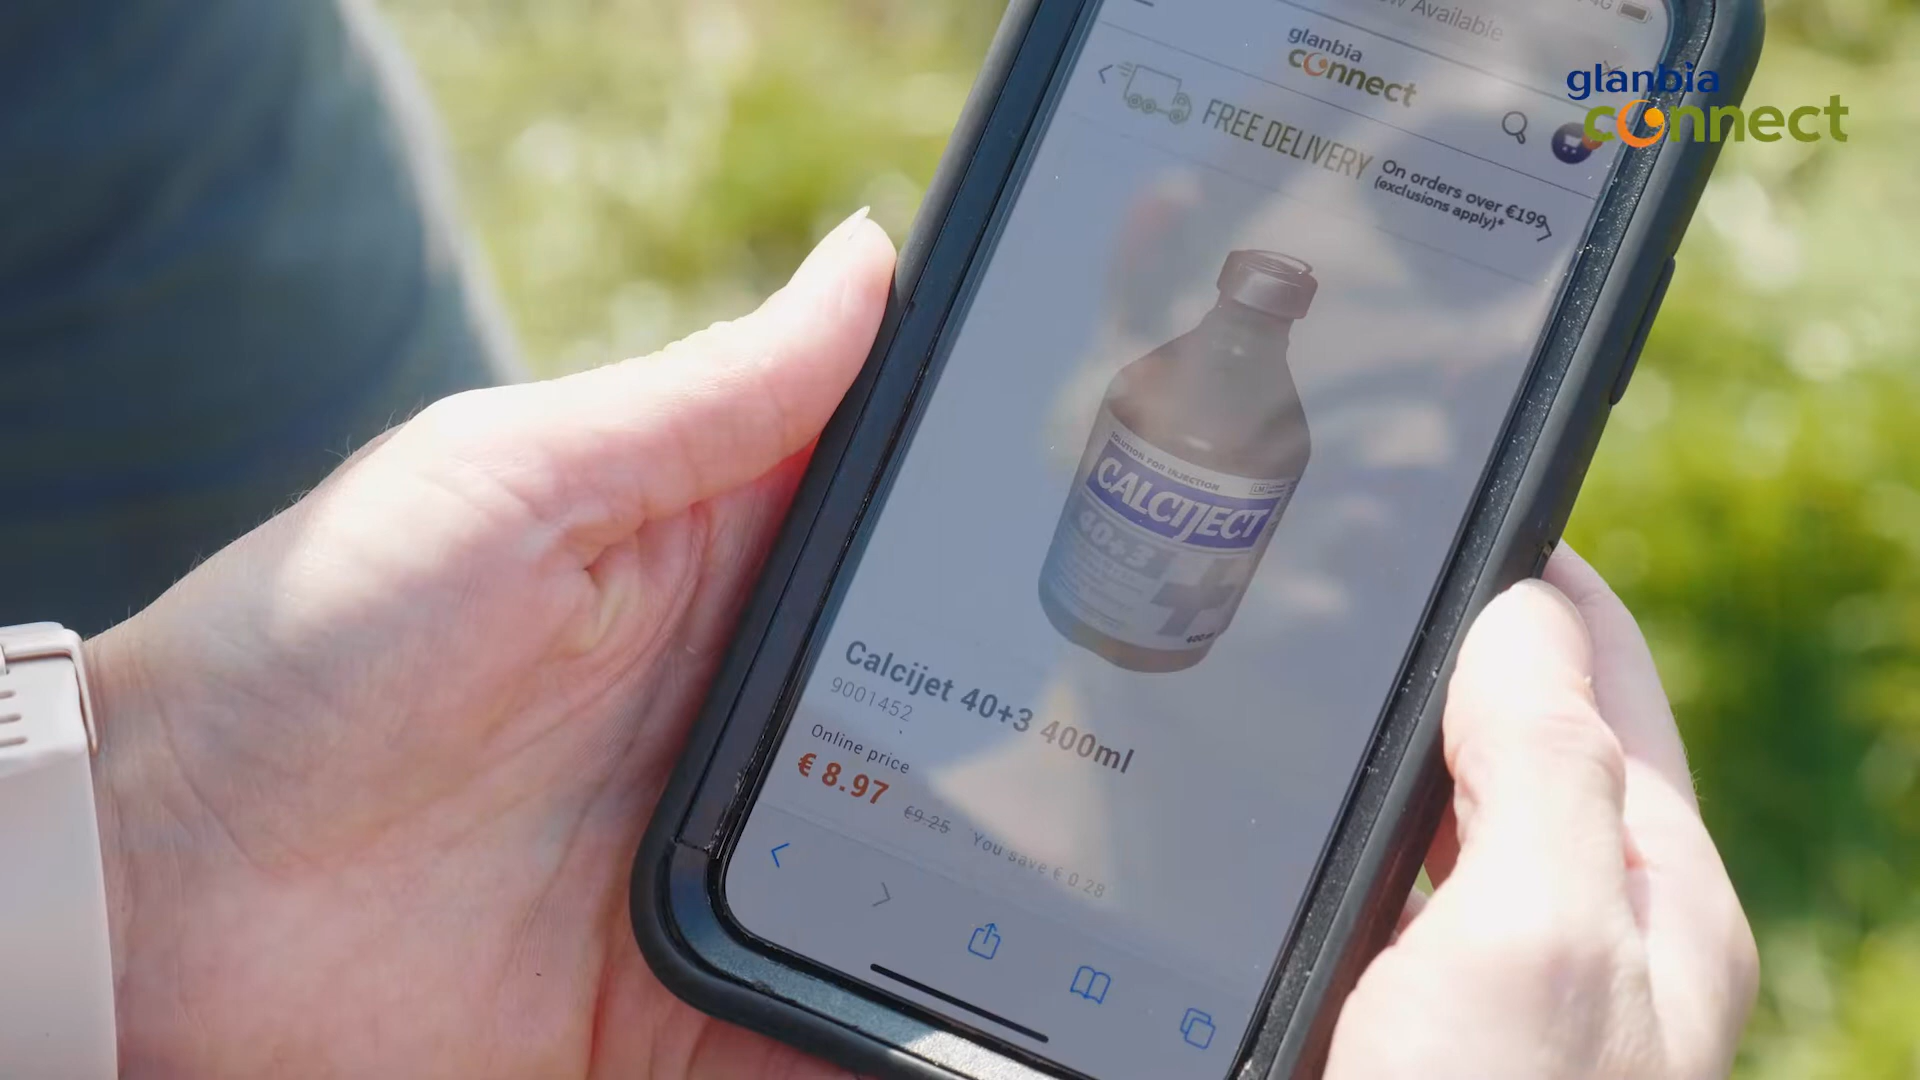 Available
4G
glanbia
connect
FREE DELIVERY On orders over €199
(exclusions apply)*
glanbia
connect
SOLUTION FOR INJECTION
CALCIJECT
40+3
Calcijet 40+3 400ml
9001452
Online price
€ 8.97 €9.25 You save € 0.28